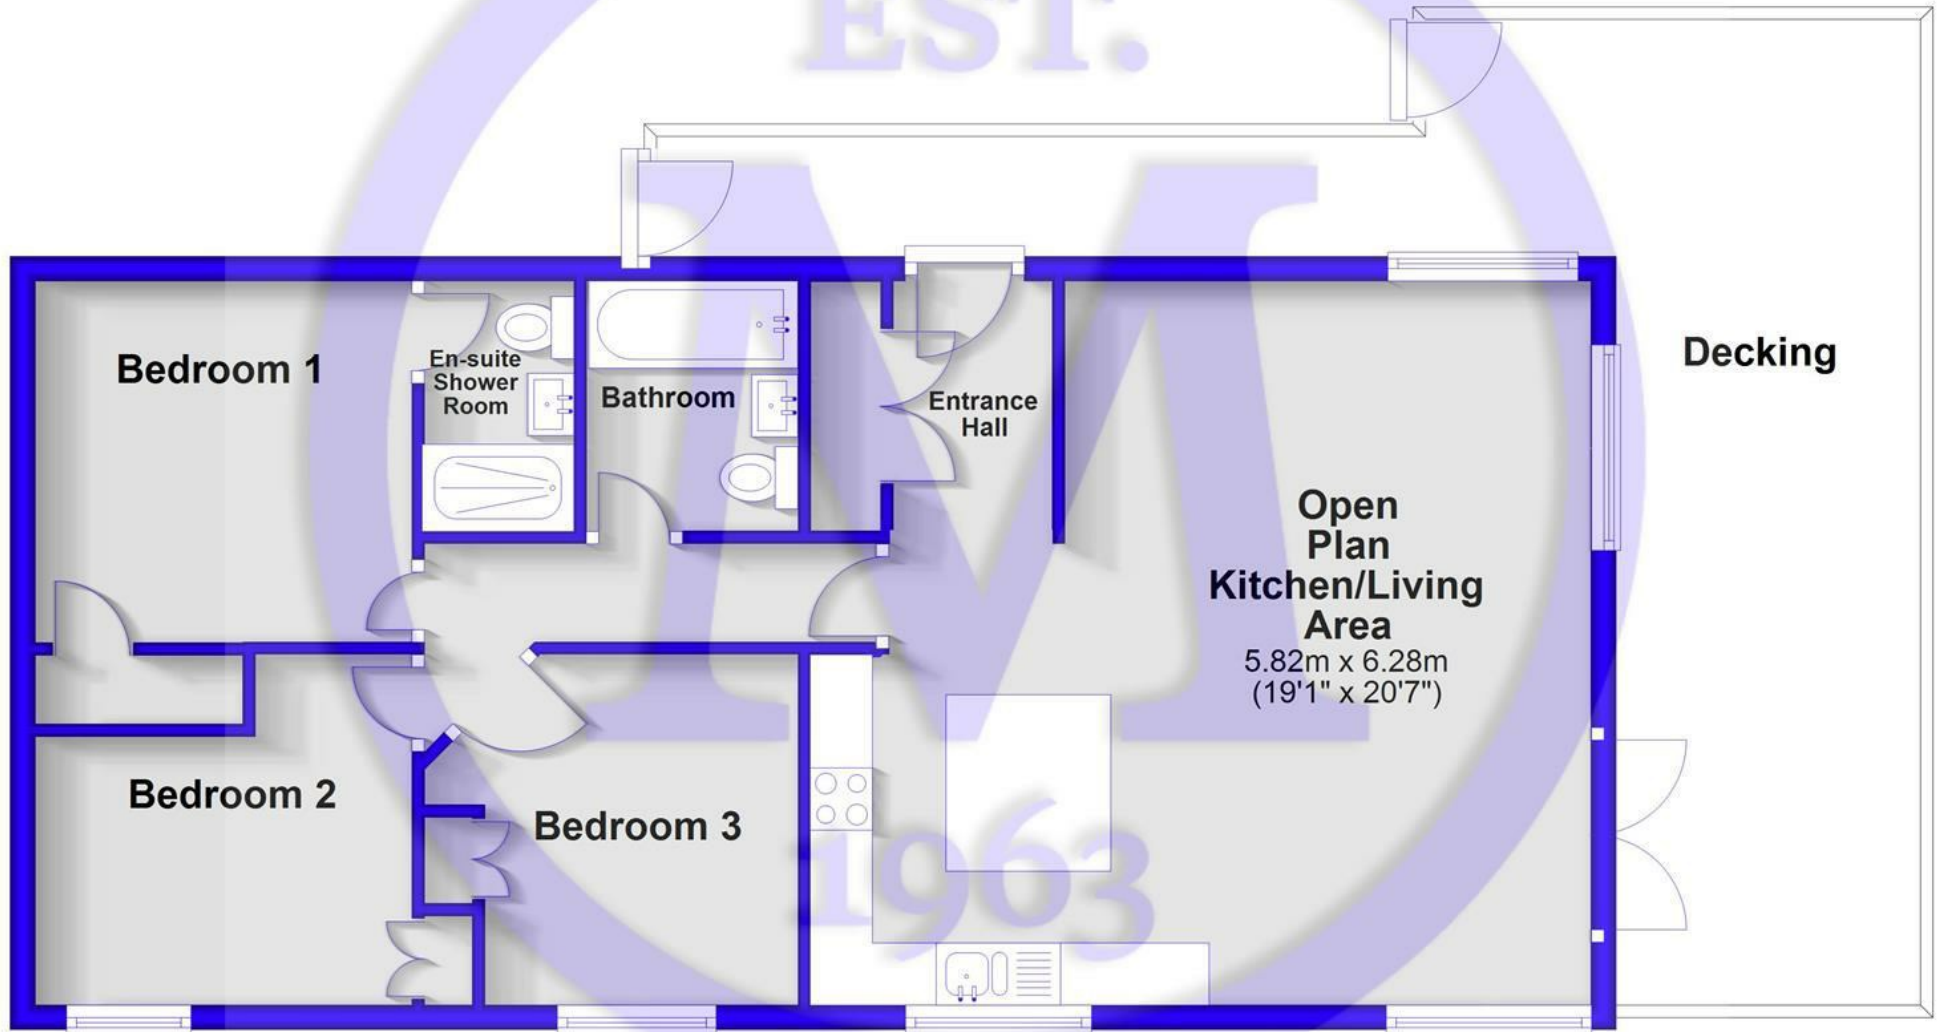 EST.
Bedroom 1
En-suite
Shower
Room
Bathroom
Entrance
Hall
Decking
Open
Plan
Kitchen/Living
Area
5.82m x 6.28m
(19'1" x 20'7")
Bedroom 2
Bedroom 3
M
1963